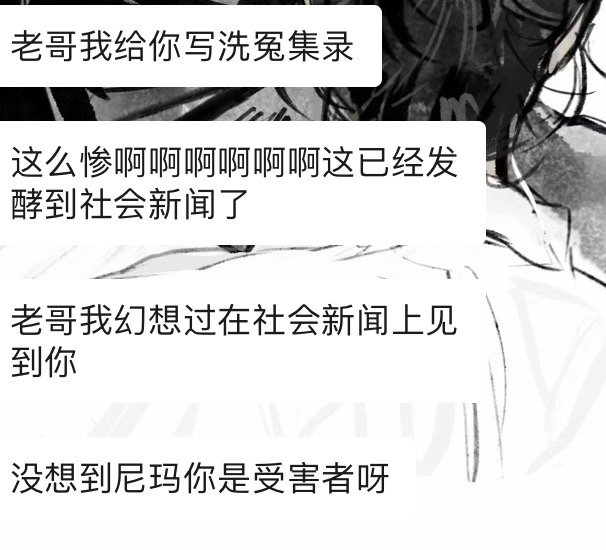 老哥我给你写洗冤集录
这么惨啊啊啊啊啊啊这已经发
酵到社会新闻了
老哥我幻想过在社会新闻上见
到你
没想到尼玛你是受害者呀